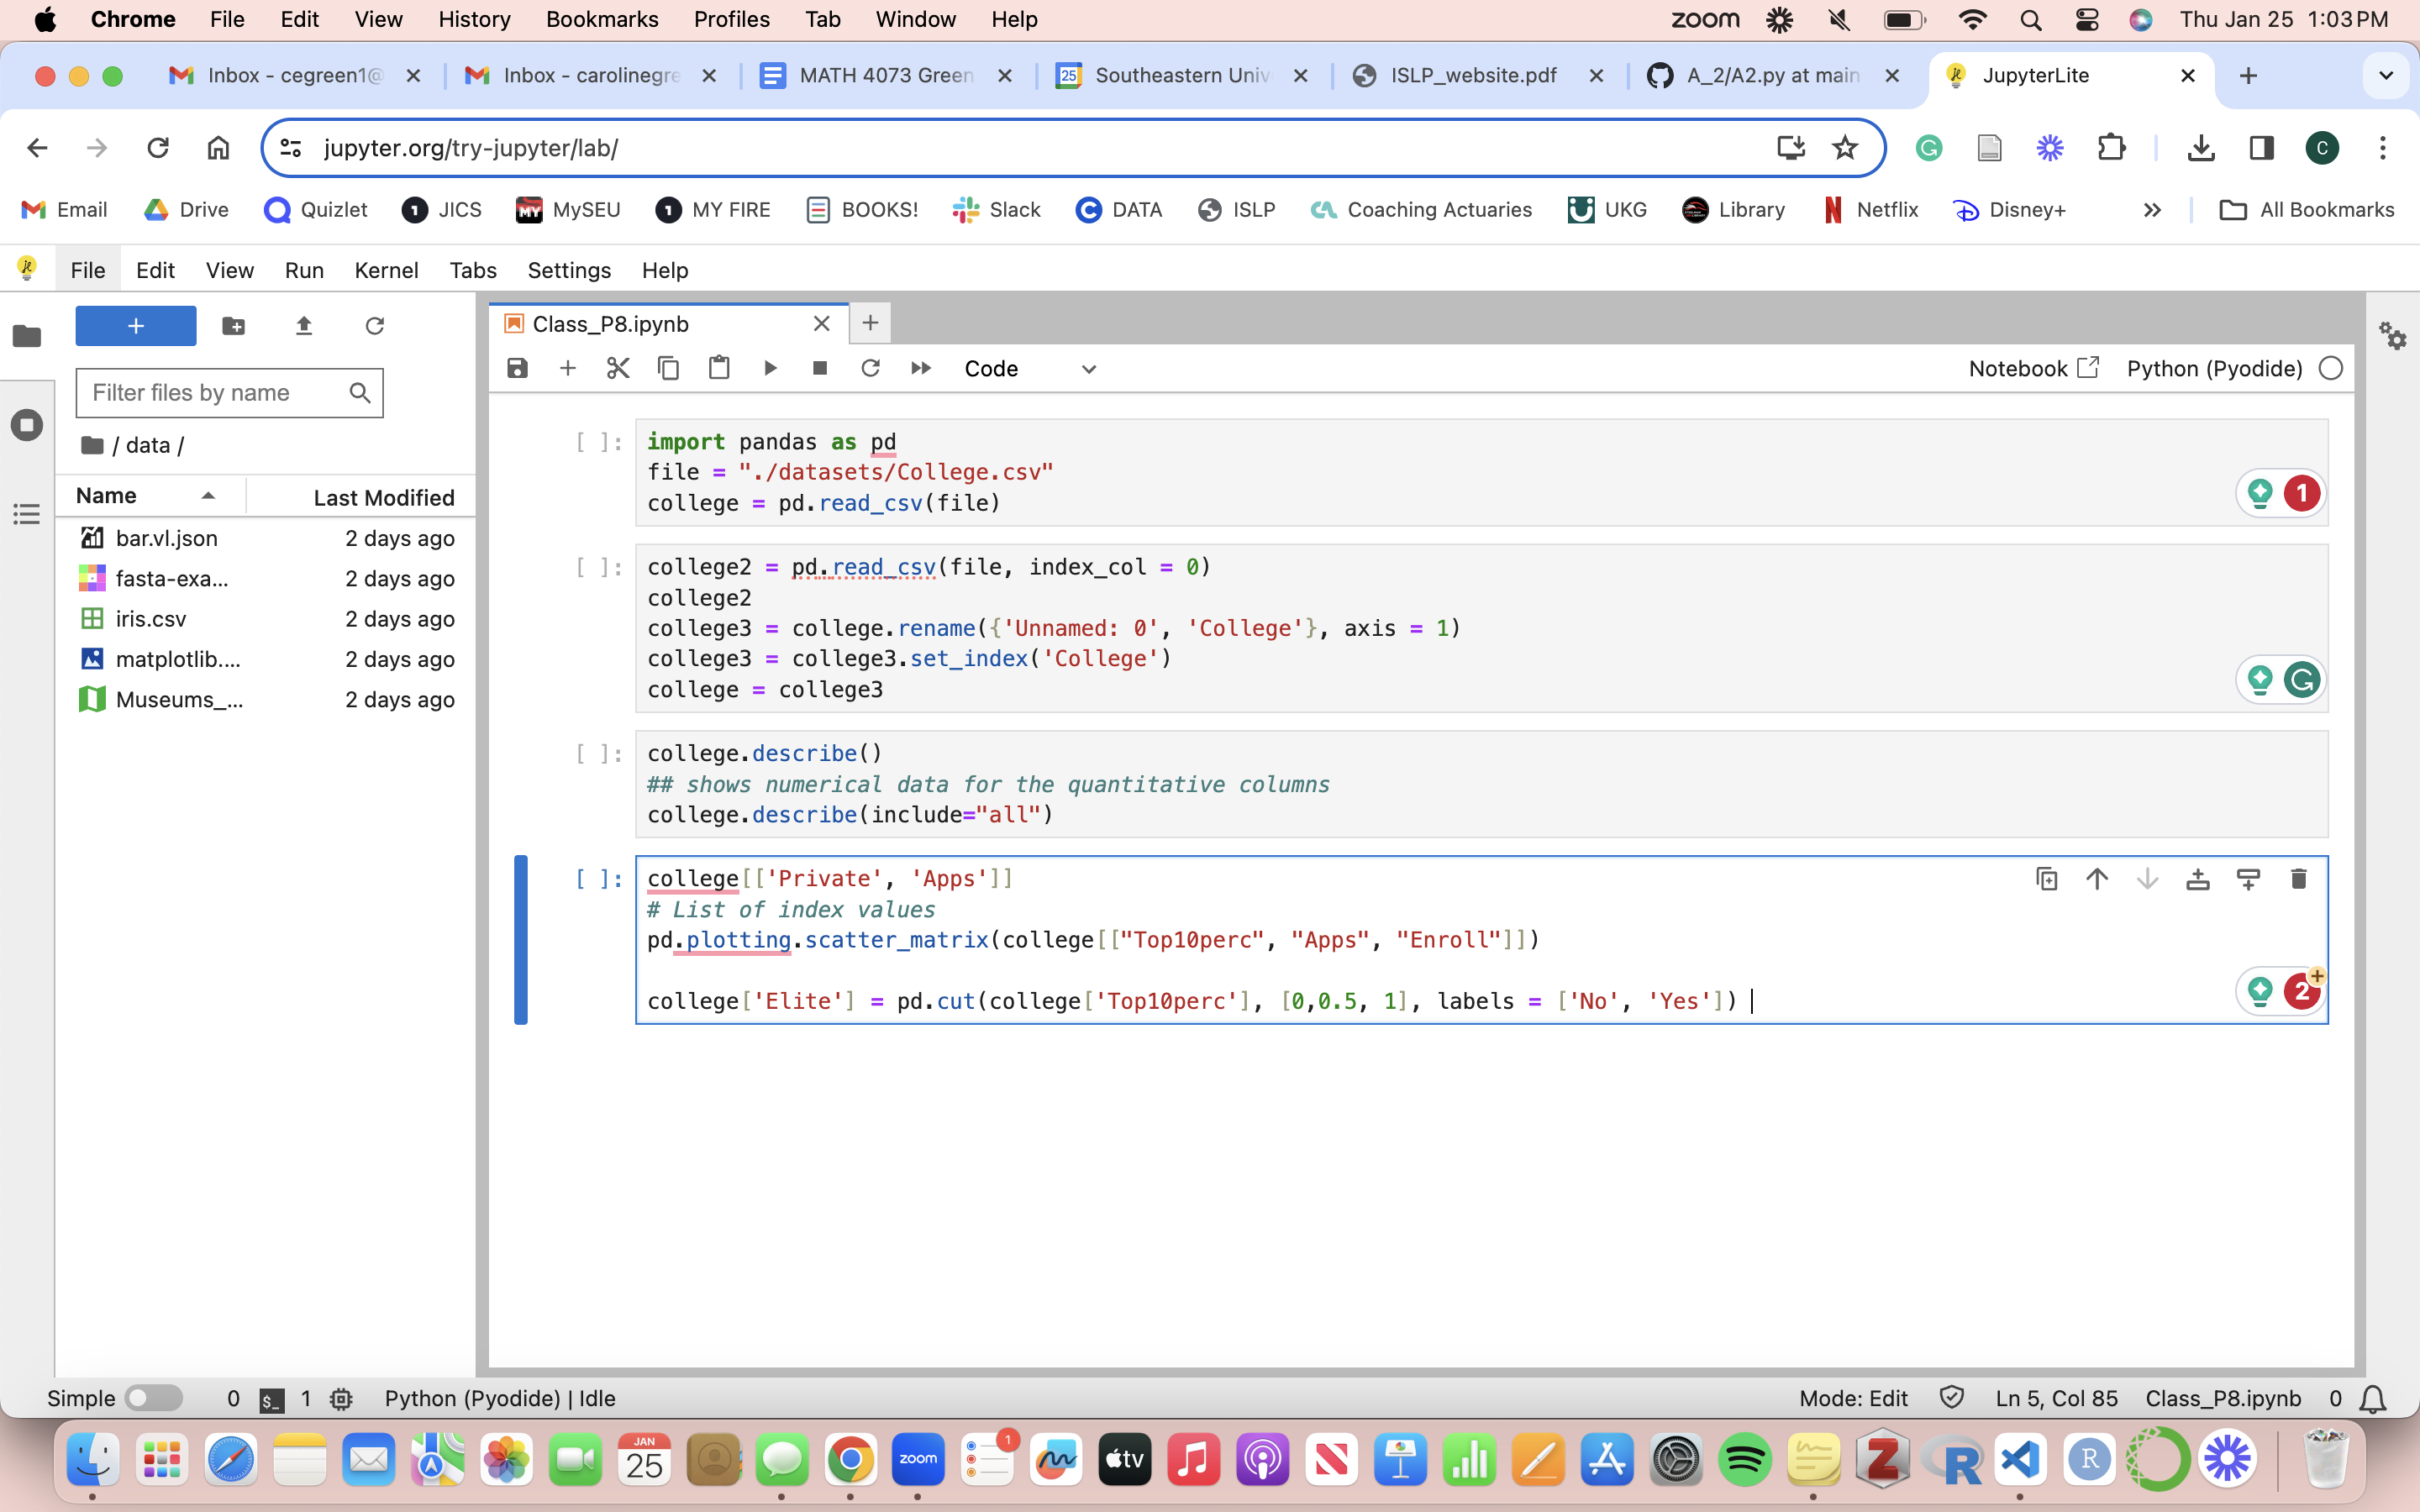 Chrome File Edit View History Bookmarks Profiles Tab Window Help zoom Thu Jan 25 1:03 PM
Inbox - cegreen1@ Inbox - carolinegre MATH 4073 Green 25 Southeastern Univ ISLP_website.pdf A_2/A2.py at main JupyterLite
jupyter.org/try-jupyter/lab/ C
Email Drive Quizlet 1 JICS MY MySEU 1 MY FIRE BOOKS! Slack DATA ISLP Coaching Actuaries UKG Library Netflix Disney+ All Bookmarks
File Edit View Run Kernel Tabs Settings Help
Class_P8.ipynb
Code Notebook Python (Pyodide)
Filter files by name
/ data /
Name Last Modified
bar.vl.json 2 days ago
fasta-exa... 2 days ago
iris.csv 2 days ago
matplotlib.... 2 days ago
Museums_... 2 days ago
[ ]: import pandas as pd
file = "./datasets/College.csv"
college = pd.read_csv(file)
1
[ ]: college2 = pd.read_csv(file, index_col = 0)
college2
college3 = college.rename({'Unnamed: 0', 'College'}, axis = 1)
college3 = college3.set_index('College')
college = college3
[ ]: college.describe()
## shows numerical data for the quantitative columns
college.describe(include="all")
[ ]: college[['Private', 'Apps']]
# List of index values
pd.plotting.scatter_matrix(college[["Top10perc", "Apps", "Enroll"]])
college['Elite'] = pd.cut(college['Top10perc'], [0,0.5, 1], labels = ['No', 'Yes'])
2
Simple 0 $_ 1 Python (Pyodide) | Idle Mode: Edit Ln 5, Col 85 Class_P8.ipynb 0
JAN
25
zoom
1
tv
Z
R
R